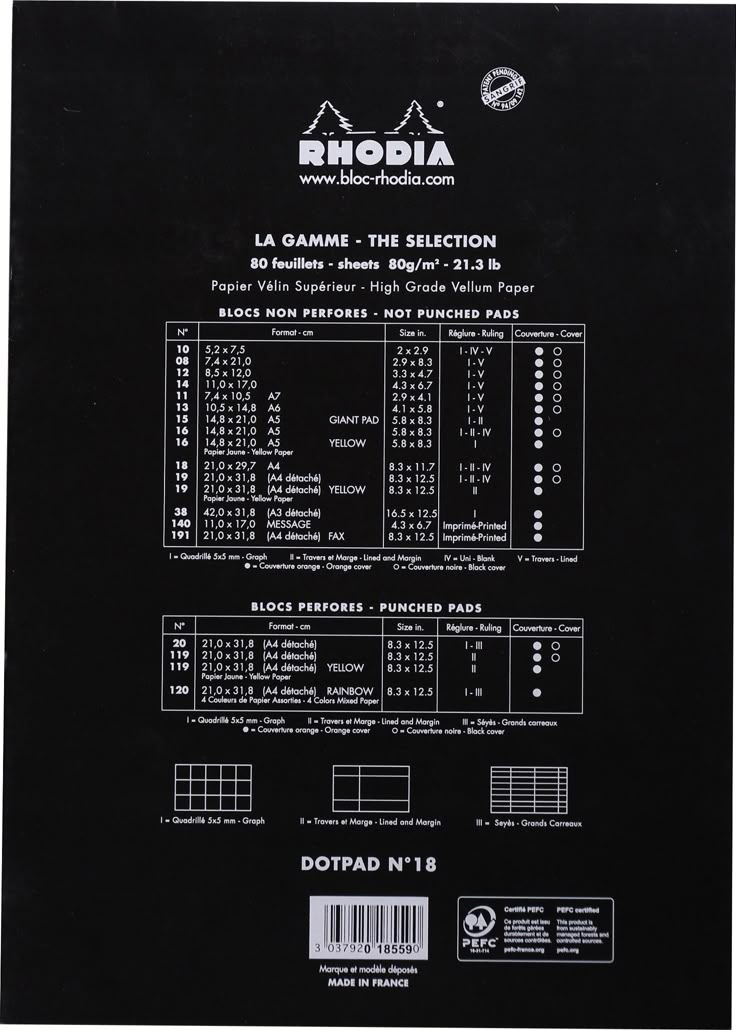 PATENT PENDING
SANGRIF
N° 94/09 141
RHODIA®
www.bloc-rhodia.com
LA GAMME - THE SELECTION
80 feuillets - sheets 80g/m² - 21.3 lb
Papier Vélin Supérieur - High Grade Vellum Paper
BLOCS NON PERFORES - NOT PUNCHED PADS
N° Format - cm Size in. Réglure - Ruling Couverture - Cover
10 5,2 x 7,5 2 x 2.9 I - IV - V ● O
08 7,4 x 21,0 2.9 x 8.3 I - V ● O
12 8,5 x 12,0 3.3 x 4.7 I - V ● O
14 11,0 x 17,0 4.3 x 6.7 I - V ● O
11 7,4 x 10,5 A7 2.9 x 4.1 I - V ● O
13 10,5 x 14,8 A6 4.1 x 5.8 I - V ● O
15 14,8 x 21,0 A5 GIANT PAD 5.8 x 8.3 I - II ●
16 14,8 x 21,0 A5 5.8 x 8.3 I - II - IV ● O
16 14,8 x 21,0 A5 YELLOW 5.8 x 8.3 I ●
Papier Jaune - Yellow Paper
18 21,0 x 29,7 A4 8.3 x 11.7 I - II - IV ● O
19 21,0 x 31,8 (A4 détaché) 8.3 x 12.5 I - II - IV ● O
19 21,0 x 31,8 (A4 détaché) YELLOW 8.3 x 12.5 II ●
Papier Jaune - Yellow Paper
38 42,0 x 31,8 (A3 détaché) 16.5 x 12.5 I ●
140 11,0 x 17,0 MESSAGE 4.3 x 6.7 Imprimé-Printed ●
191 21,0 x 31,8 (A4 détaché) FAX 8.3 x 12.5 Imprimé-Printed ●
I = Quadrillé 5x5 mm - Graph II = Travers et Marge - Lined and Margin IV = Uni - Blank V = Travers - Lined
● = Couverture orange - Orange cover O = Couverture noire - Black cover
BLOCS PERFORES - PUNCHED PADS
N° Format - cm Size in. Réglure - Ruling Couverture - Cover
20 21,0 x 31,8 (A4 détaché) 8.3 x 12.5 I - III ● O
119 21,0 x 31,8 (A4 détaché) 8.3 x 12.5 II ● O
119 21,0 x 31,8 (A4 détaché) YELLOW 8.3 x 12.5 II ●
Papier Jaune - Yellow Paper
120 21,0 x 31,8 (A4 détaché) RAINBOW 8.3 x 12.5 I - III ●
4 Couleurs de Papier Assorties - 4 Colors Mixed Paper
I = Quadrillé 5x5 mm - Graph II = Travers et Marge - Lined and Margin III = Séyès - Grands carreaux
● = Couverture orange - Orange cover O = Couverture noire - Black cover
I = Quadrillé 5x5 mm - Graph II = Travers et Marge - Lined and Margin III = Seyès - Grands Carreaux
DOTPAD N°18
3 037920 185590
Marque et modèle déposés
MADE IN FRANCE
PEFC™
10-31-714
Certifié PEFC
Ce produit est issu
de forêts gérées
durablement et de
sources contrôlées.
pefc-france.org
PEFC certified
This product is
from sustainably
managed forests and
controlled sources.
pefc.org